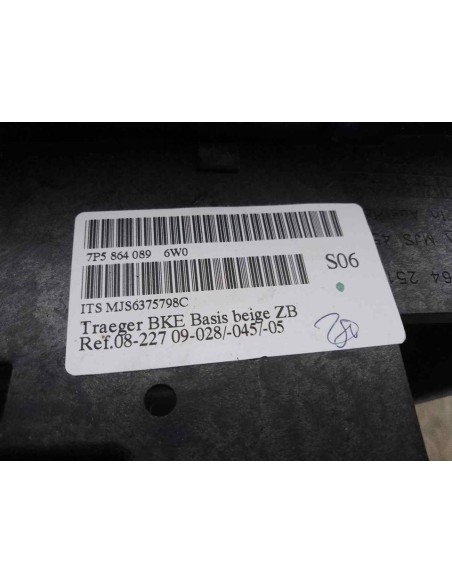 7P5 864 089 6W0
S06
ITS MJS6375798C
Traeger BKE Basis beige ZB
Ref.08-227 09-028/-045/-05
MJS